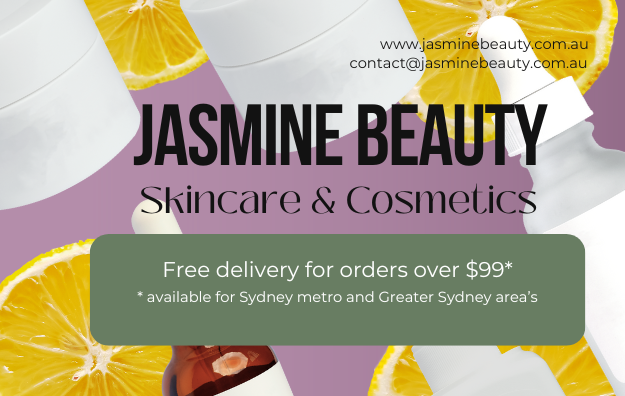 www.jasminebeauty.com.au
contact@jasminebeauty.com.au
JASMINE BEAUTY
Skincare & Cosmetics
Free delivery for orders over $99*
* available for Sydney metro and Greater Sydney area's